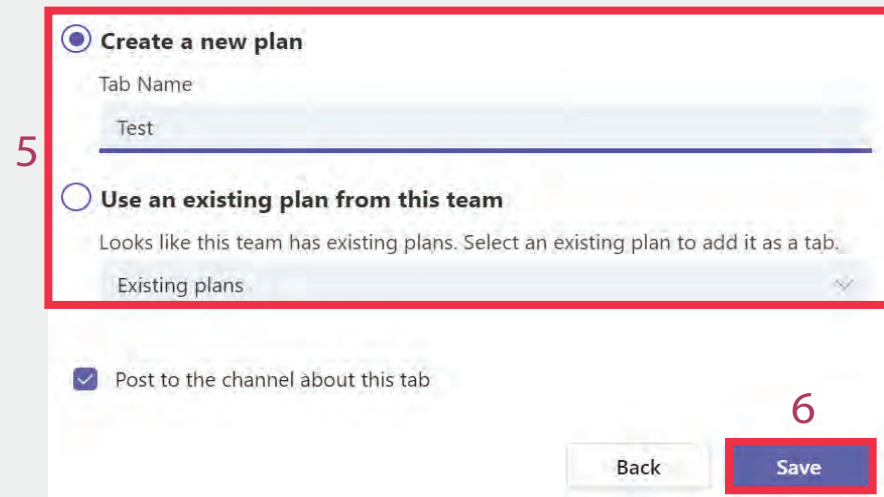 Create a new plan
Tab Name
Test
5
Use an existing plan from this team
Looks like this team has existing plans. Select an existing plan to add it as a tab.
Existing plans
Post to the channel about this tab
6
Back Save